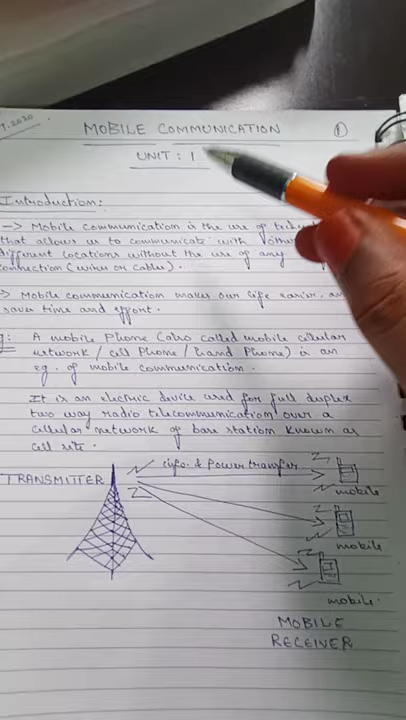 .2020
MOBILE COMMUNICATION
1
UNIT : 1
Introduction:
-> Mobile communication is the use of
that allows us to communicate with
different locations without the use of any
connection (wires or cables).
-> Mobile communication makes our life easier, an
save time and effort.
A mobile Phone (also called mobile cellular
network / cell Phone / Hand Phone) is an
eg. of mobile communication.
It is an electric device used for full duplex
two way radio telecommunication over a
cellular network of base station known as
cell site.
TRANSMITTER
info. & power transfer
mobile
mobile
mobile.
MOBILE
RECEIVER